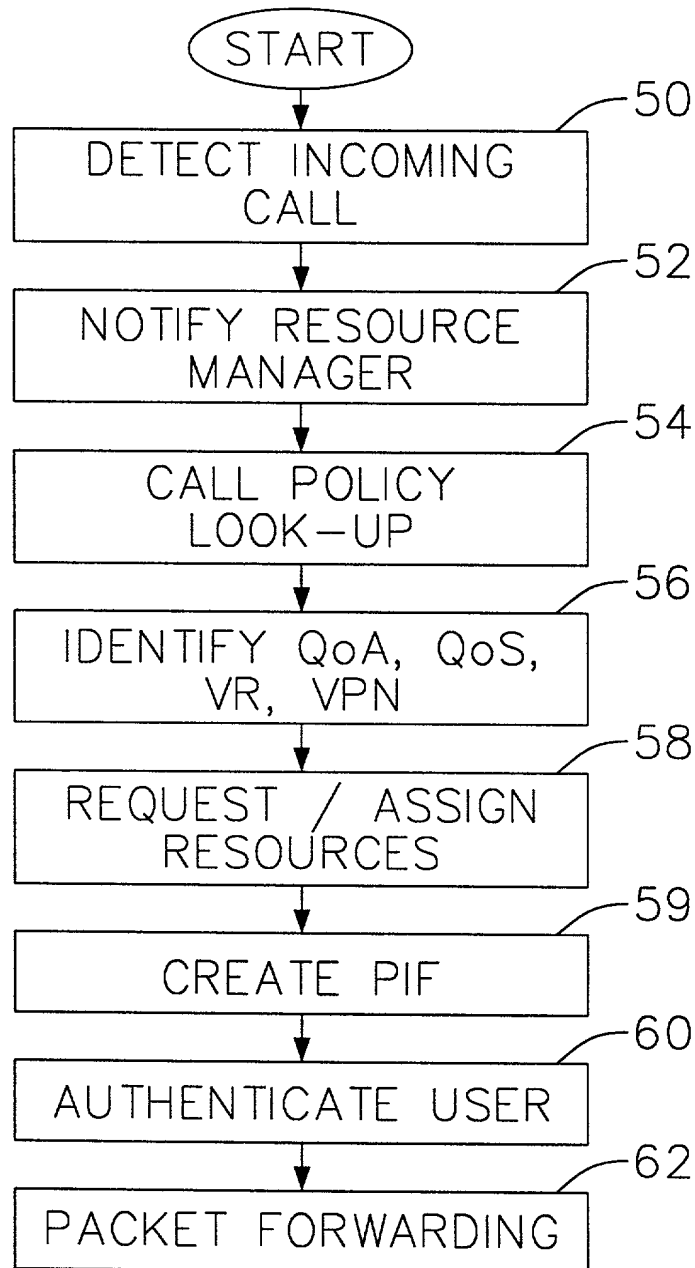 START
50
DETECT INCOMING
CALL
52
NOTIFY RESOURCE
MANAGER
54
CALL POLICY
LOOK-UP
56
IDENTIFY QoA, QoS,
VR, VPN
58
REQUEST / ASSIGN
RESOURCES
59
CREATE PIF
60
AUTHENTICATE USER
62
PACKET FORWARDING